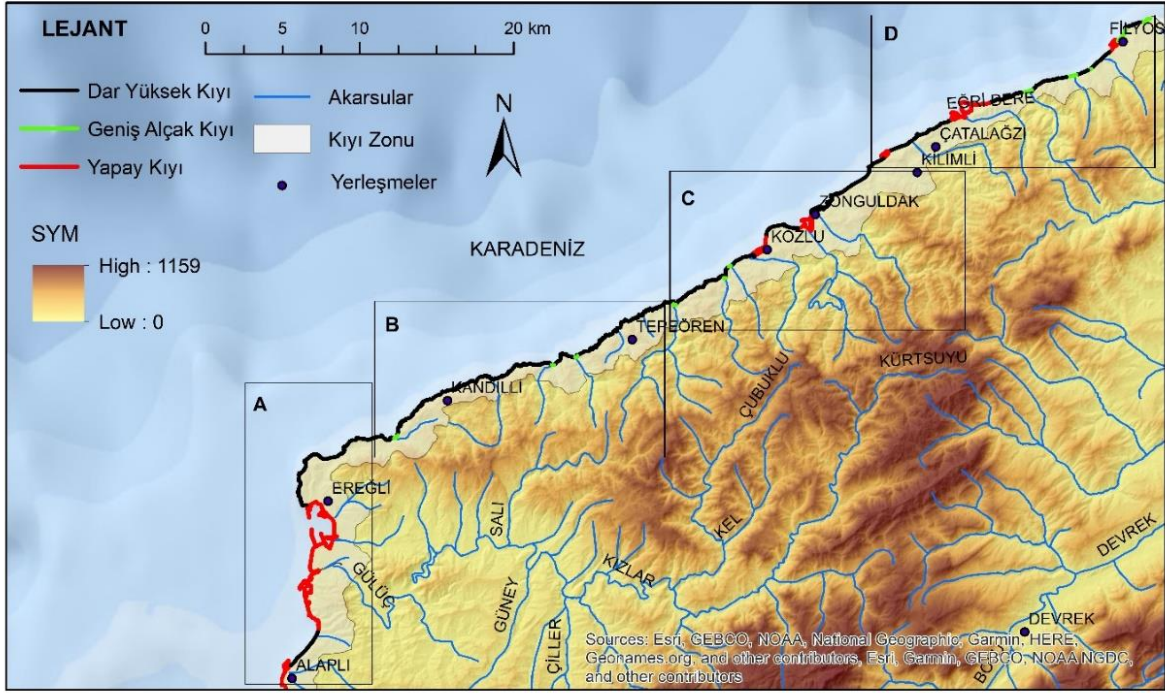 LEJANT
0 5 10 20 km
Dar Yüksek Kıyı
Geniş Alçak Kıyı
Yapay Kıyı
Akarsular
Kıyı Zonu
Yerleşmeler
N
SYM
High : 1159
Low : 0
KARADENİZ
A
B
C
D
FİLYOS
EĞRİ DERE
ÇATALAĞZI
KİLİMLİ
ZONGULDAK
KOZLU
TEPEÖREN
KANDİLLİ
EREĞLİ
ALAPLI
KURTSUYU
ÇUBUKLU
SALI
KEL
KIZLAR
GÜLÜÇ
GÜNEY
ÇİLLER
DEVREK
DEVREK
Sources: Esri, GEBCO, NOAA, National Geographic, Garmin, HERE,
Geonames.org, and other contributors, Esri, Garmin, GEBCO, NOAA NGDC,
and other contributors